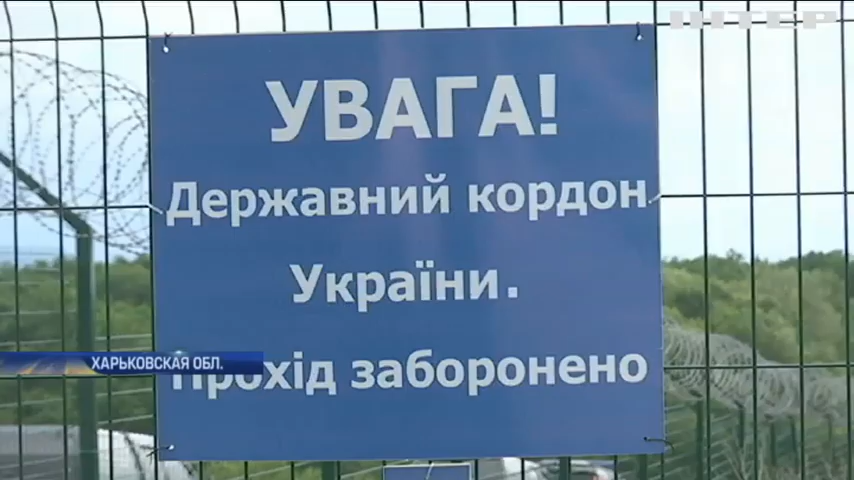 ІНТЕР
УВАГА!
Державний кордон
України.
ХАРЬКОВСКАЯ ОБЛ.
Прохід заборонено